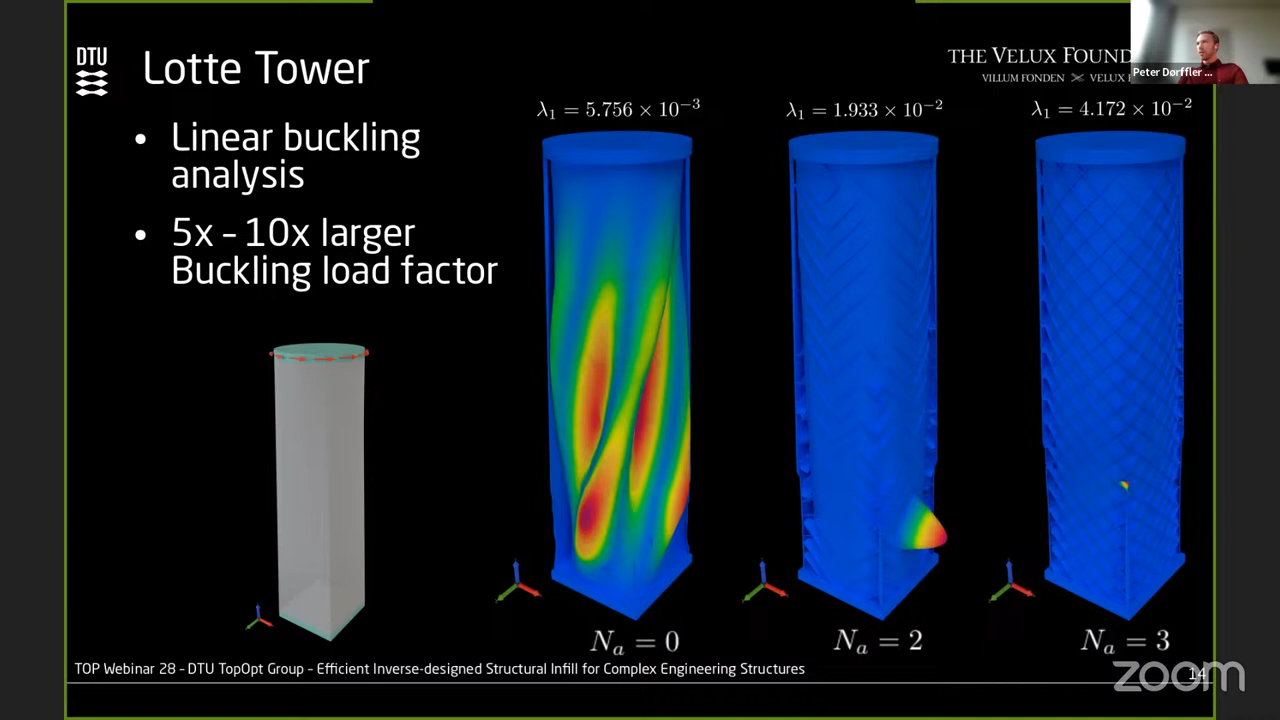 DTU
Lotte Tower
THE VELUX FOUND
VILLUM FONDEN VELUX
Peter Dørffler ...
• Linear buckling
analysis
• 5x – 10x larger
Buckling load factor
λ₁ = 5.756 × 10⁻³
λ₁ = 1.933 × 10⁻²
λ₁ = 4.172 × 10⁻²
Nₐ = 0
Nₐ = 2
Nₐ = 3
TOP Webinar 28 – DTU TopOpt Group – Efficient Inverse-designed Structural Infill for Complex Engineering Structures
14
zoom